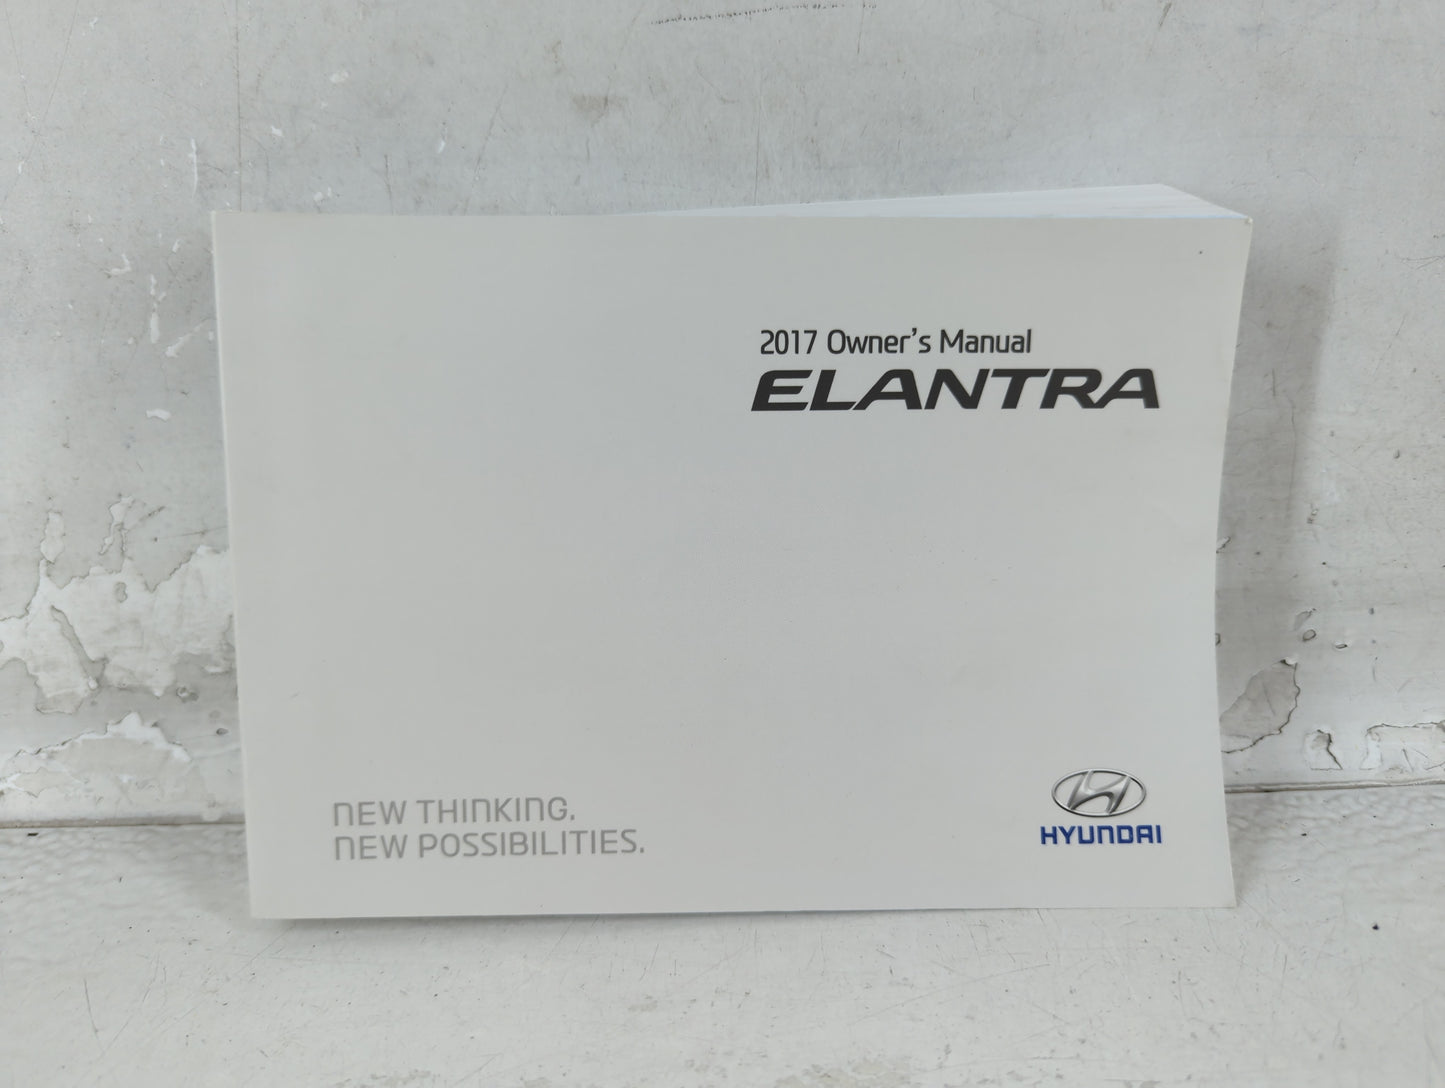 2017 Owner's Manual
ELANTRA
NEW THINKING.
NEW POSSIBILITIES.
HYUNDAI